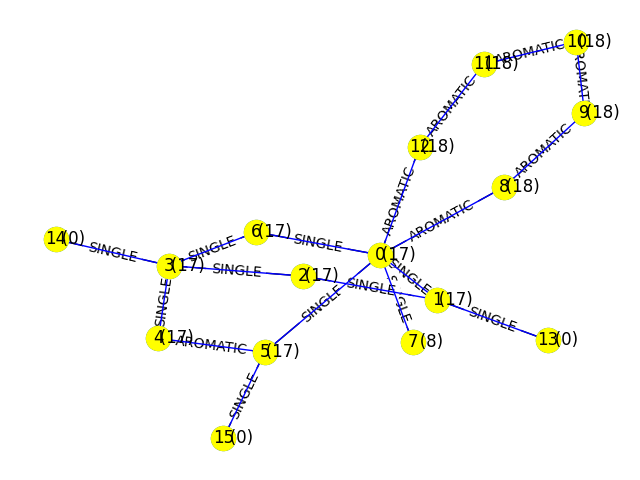 10(18)
AROMATIC
11(18)
AROMATIC
9(18)
AROMATIC
AROMATIC
12(18)
AROMATIC
8(18)
AROMATIC
14(0)
SINGLE
6(17)
SINGLE
SINGLE
0(17)
3(17)
SINGLE
2(17)
SINGLE
SINGLE
SINGLE
1(17)
SINGLE
SINGLE
SINGLE
4(17)
AROMATIC
5(17)
7(8)
13(0)
SINGLE
15(0)